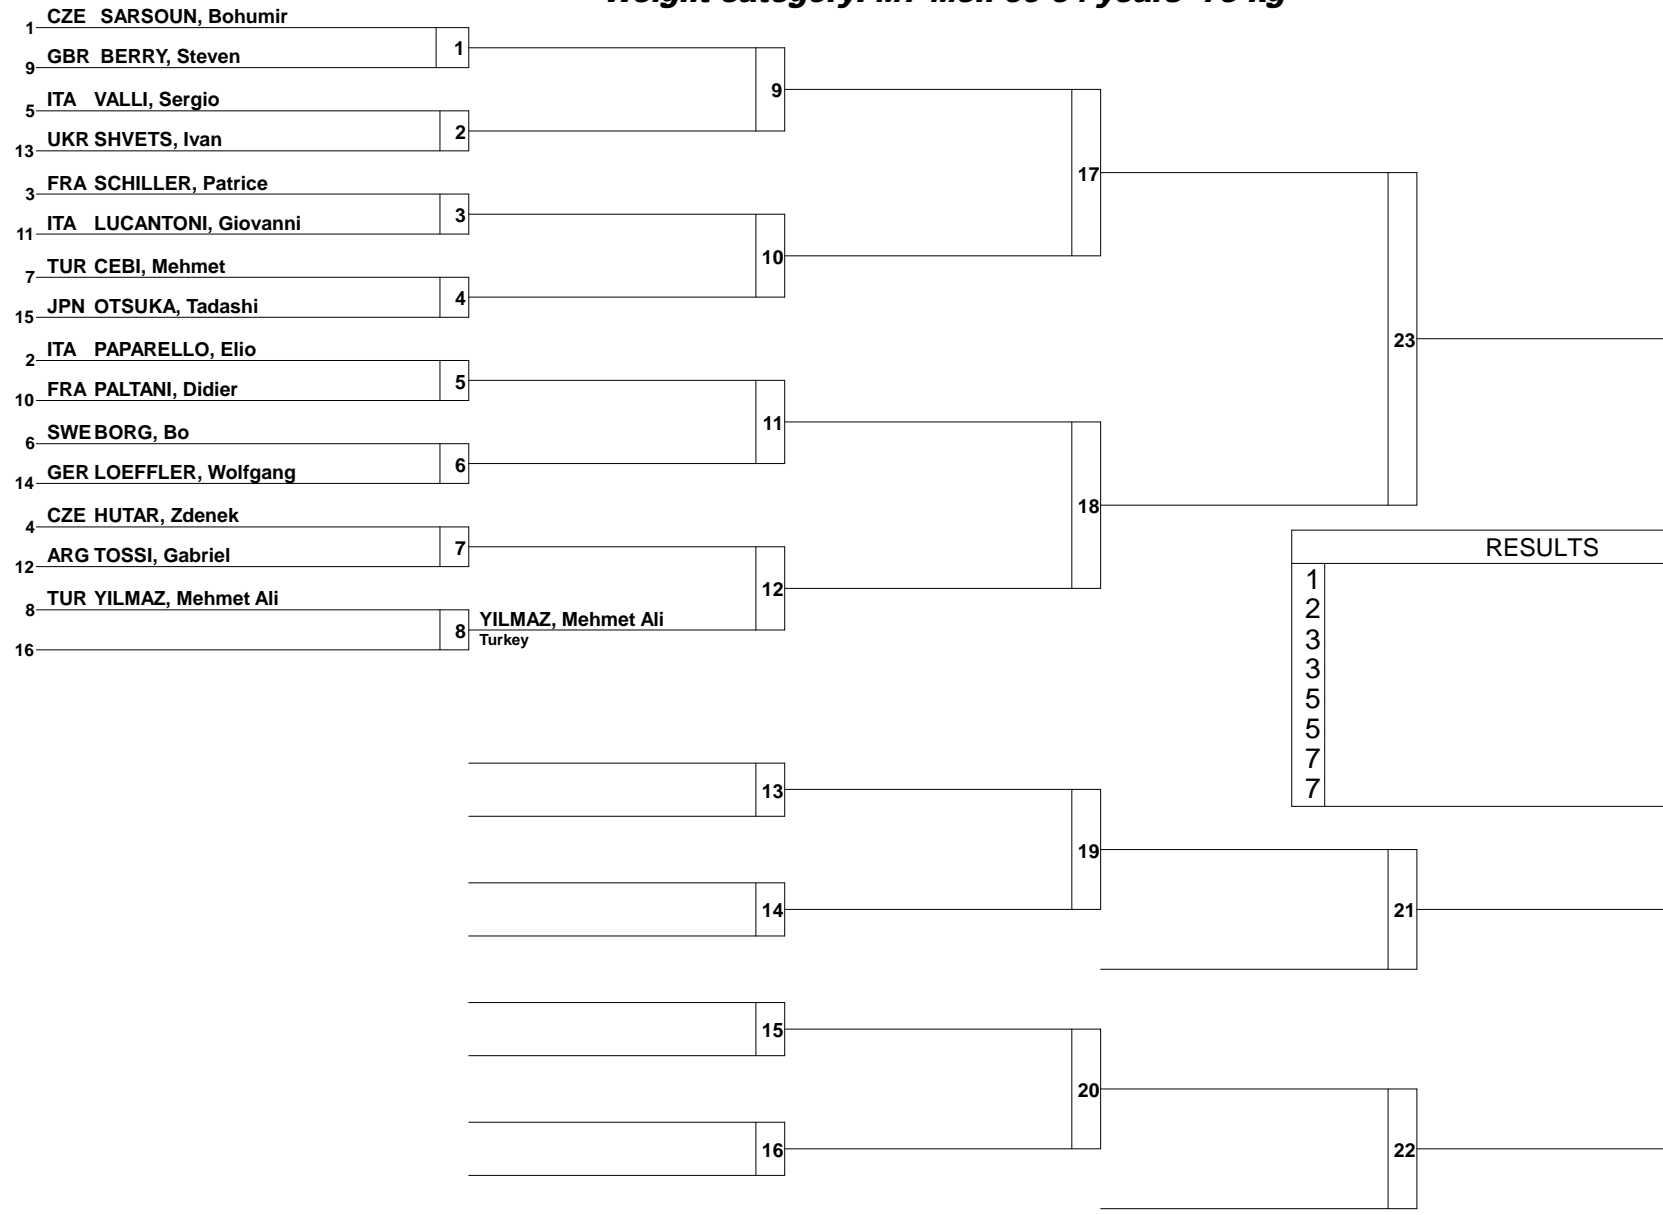 1 CZE SARSOUN, Bohumir
9 GBR BERRY, Steven
1
5 ITA VALLI, Sergio
13 UKR SHVETS, Ivan
2
3 FRA SCHILLER, Patrice
11 ITA LUCANTONI, Giovanni
3
7 TUR CEBI, Mehmet
15 JPN OTSUKA, Tadashi
4
2 ITA PAPARELLO, Elio
10 FRA PALTANI, Didier
5
6 SWE BORG, Bo
14 GER LOEFFLER, Wolfgang
6
4 CZE HUTAR, Zdenek
12 ARG TOSSI, Gabriel
7
8 TUR YILMAZ, Mehmet Ali
16
8
YILMAZ, Mehmet Ali
Turkey
9
10
11
12
17
18
23
RESULTS
1
2
3
3
5
5
7
7
13
14
19
21
15
16
20
22